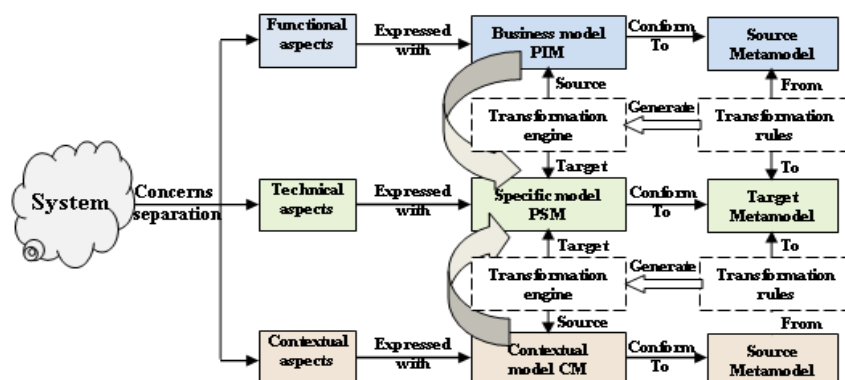 Functional
aspects
Expressed
with
Business model
PIM
Conform
To
Source
Metamodel
Source
From
Transformation
engine
Generate
Transformation
rules
Target
To
System
Concerns
separation
Technical
aspects
Expressed
with
Specific model
PSM
Conform
To
Target
Metamodel
Target
To
Transformation
engine
Generate
Transformation
rules
Source
From
Contextual
aspects
Expressed
with
Contextual
model CM
Conform
To
Source
Metamodel